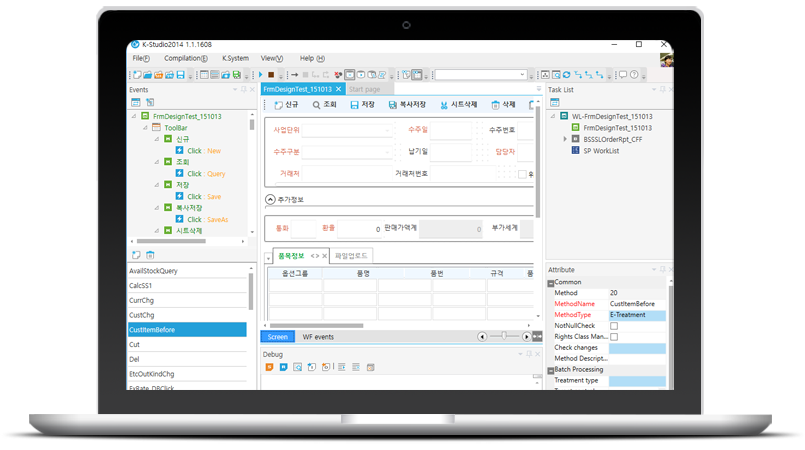 K-Studio2014 1.1.1608
File(F) Compilation(L) K.System View(V) Help (H)
Events
FrmDesignTest_151013
ToolBar
신규
Click : New
조회
Click : Query
저장
Click : Save
복사저장
Click : SaveAs
시트삭제
AvailStockQuery
CalcSS1
CurrChg
CustChg
CustItemBefore
Cut
Del
EtcOutKindChg
ExRate_DBClick
FrmDesignTest_151013 Start page
신규 조회 저장 복사저장 시트삭제 삭제
사업단위 수주일 수주번호
수주구분 납기일 담당자
거래처 거래처번호
추가정보
통화 환율 0 판매가액계 0 부가세계
품목정보 <> 파일업로드
옵션그룹 품명 품번 규격
Screen WF events
Debug
Task List
WL-FrmDesignTest_151013
FrmDesignTest_151013
BSSSLOrderRpt_CFF
SP WorkList
Attribute
Common
Method 20
MethodName CustItemBefore
MethodType E-Treatment
NotNullCheck
Rights Class Man...
Check changes
Method Descript...
Batch Processing
Treatment type